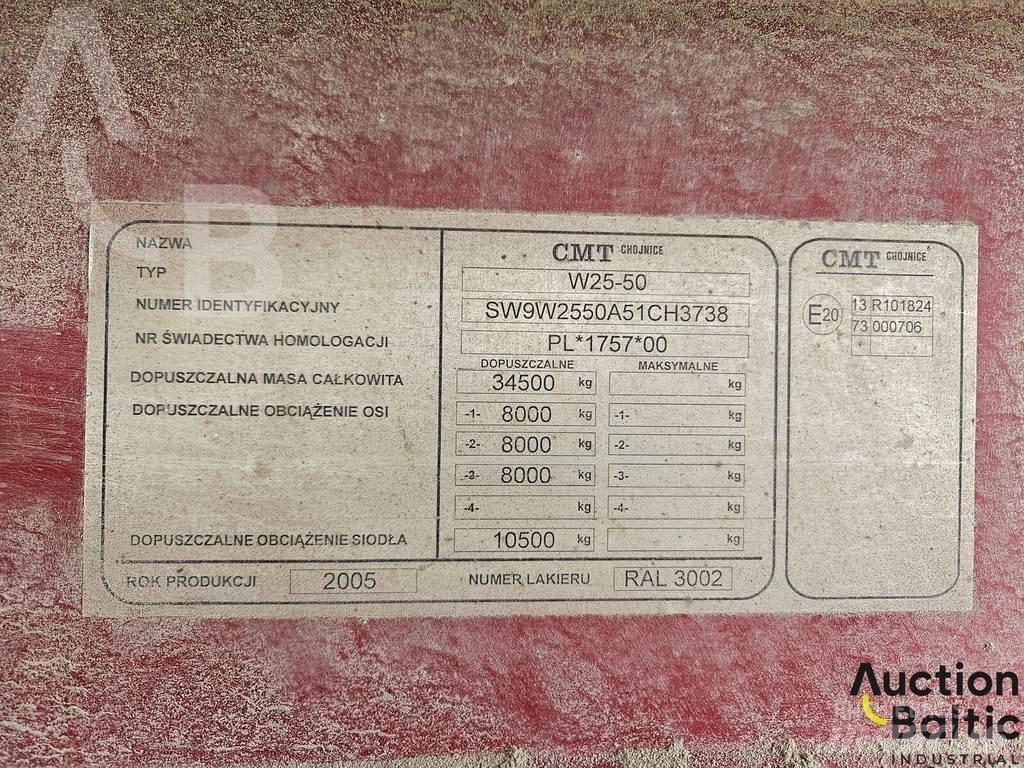 NAZWA CMT CHOJNICE
TYP W25-50
NUMER IDENTYFIKACYJNY SW9W2550A51CH3738
NR ŚWIADECTWA HOMOLOGACJI PL*1757*00
DOPUSZCZALNE MAKSYMALNE
DOPUSZCZALNA MASA CAŁKOWITA 34500 kg kg
DOPUSZCZALNE OBCIĄŻENIE OSI -1- 8000 kg -1- kg
-2- 8000 kg -2- kg
-3- 8000 kg -3- kg
-4- kg -4- kg
DOPUSZCZALNE OBCIĄŻENIE SIODŁA 10500 kg kg
ROK PRODUKCJI 2005 NUMER LAKIERU RAL 3002
CMT CHOJNICE
E20 13 R101824
73 000706
AB
Auction
Baltic
INDUSTRIAL